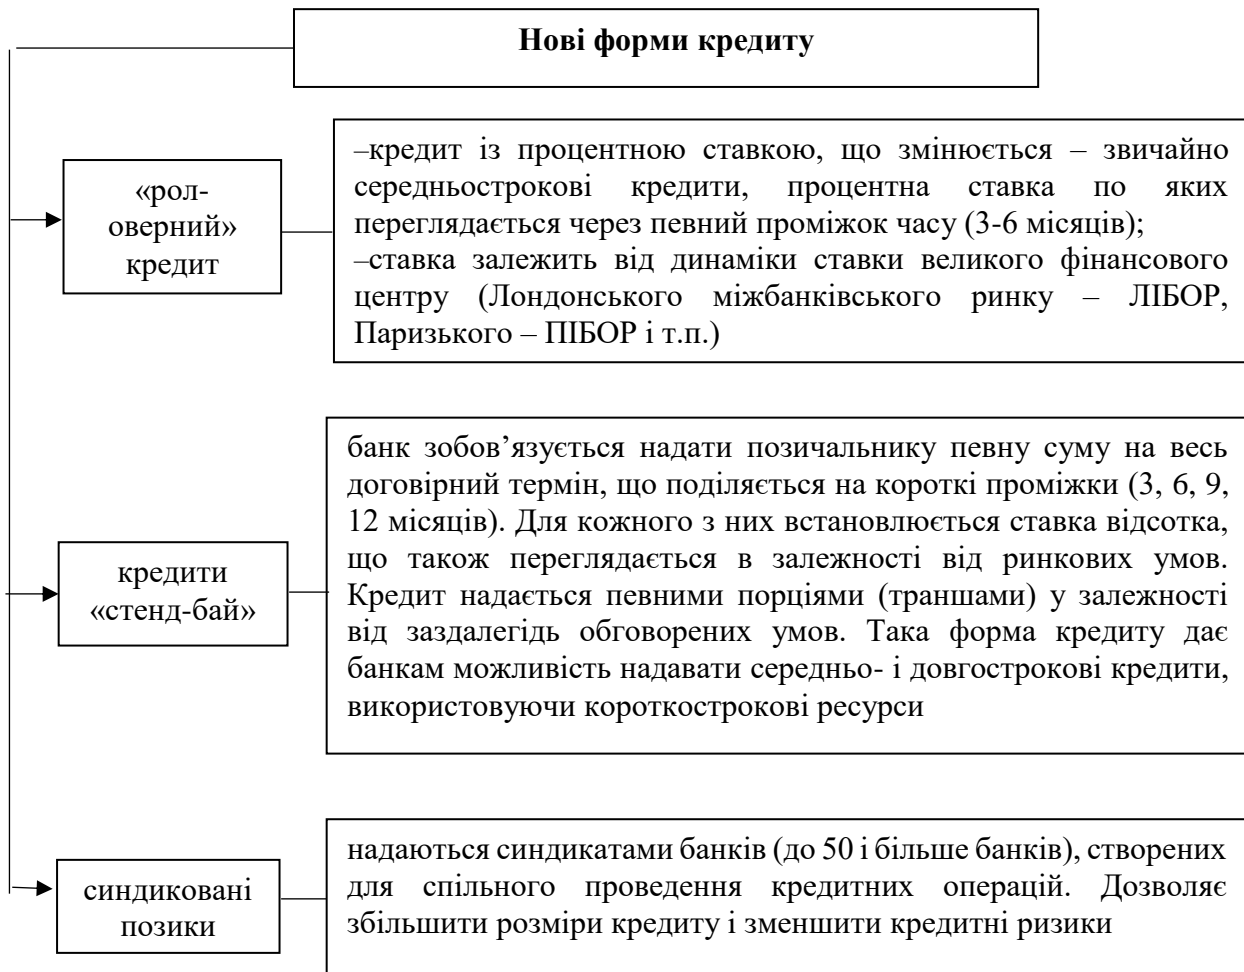 Нові форми кредиту
«рол-
оверний»
кредит
–кредит із процентною ставкою, що змінюється – звичайно
середньострокові кредити, процентна ставка по яких
переглядається через певний проміжок часу (3-6 місяців);
–ставка залежить від динаміки ставки великого фінансового
центру (Лондонського міжбанківського ринку – ЛІБОР,
Паризького – ПІБОР і т.п.)
кредити
«стенд-бай»
банк зобов’язується надати позичальнику певну суму на весь
договірний термін, що поділяється на короткі проміжки (3, 6, 9,
12 місяців). Для кожного з них встановлюється ставка відсотка,
що також переглядається в залежності від ринкових умов.
Кредит надається певними порціями (траншами) у залежності
від заздалегідь обговорених умов. Така форма кредиту дає
банкам можливість надавати середньо- і довгострокові кредити,
використовуючи короткострокові ресурси
синдиковані
позики
надаються синдикатами банків (до 50 і більше банків), створених
для спільного проведення кредитних операцій. Дозволяє
збільшити розміри кредиту і зменшити кредитні ризики